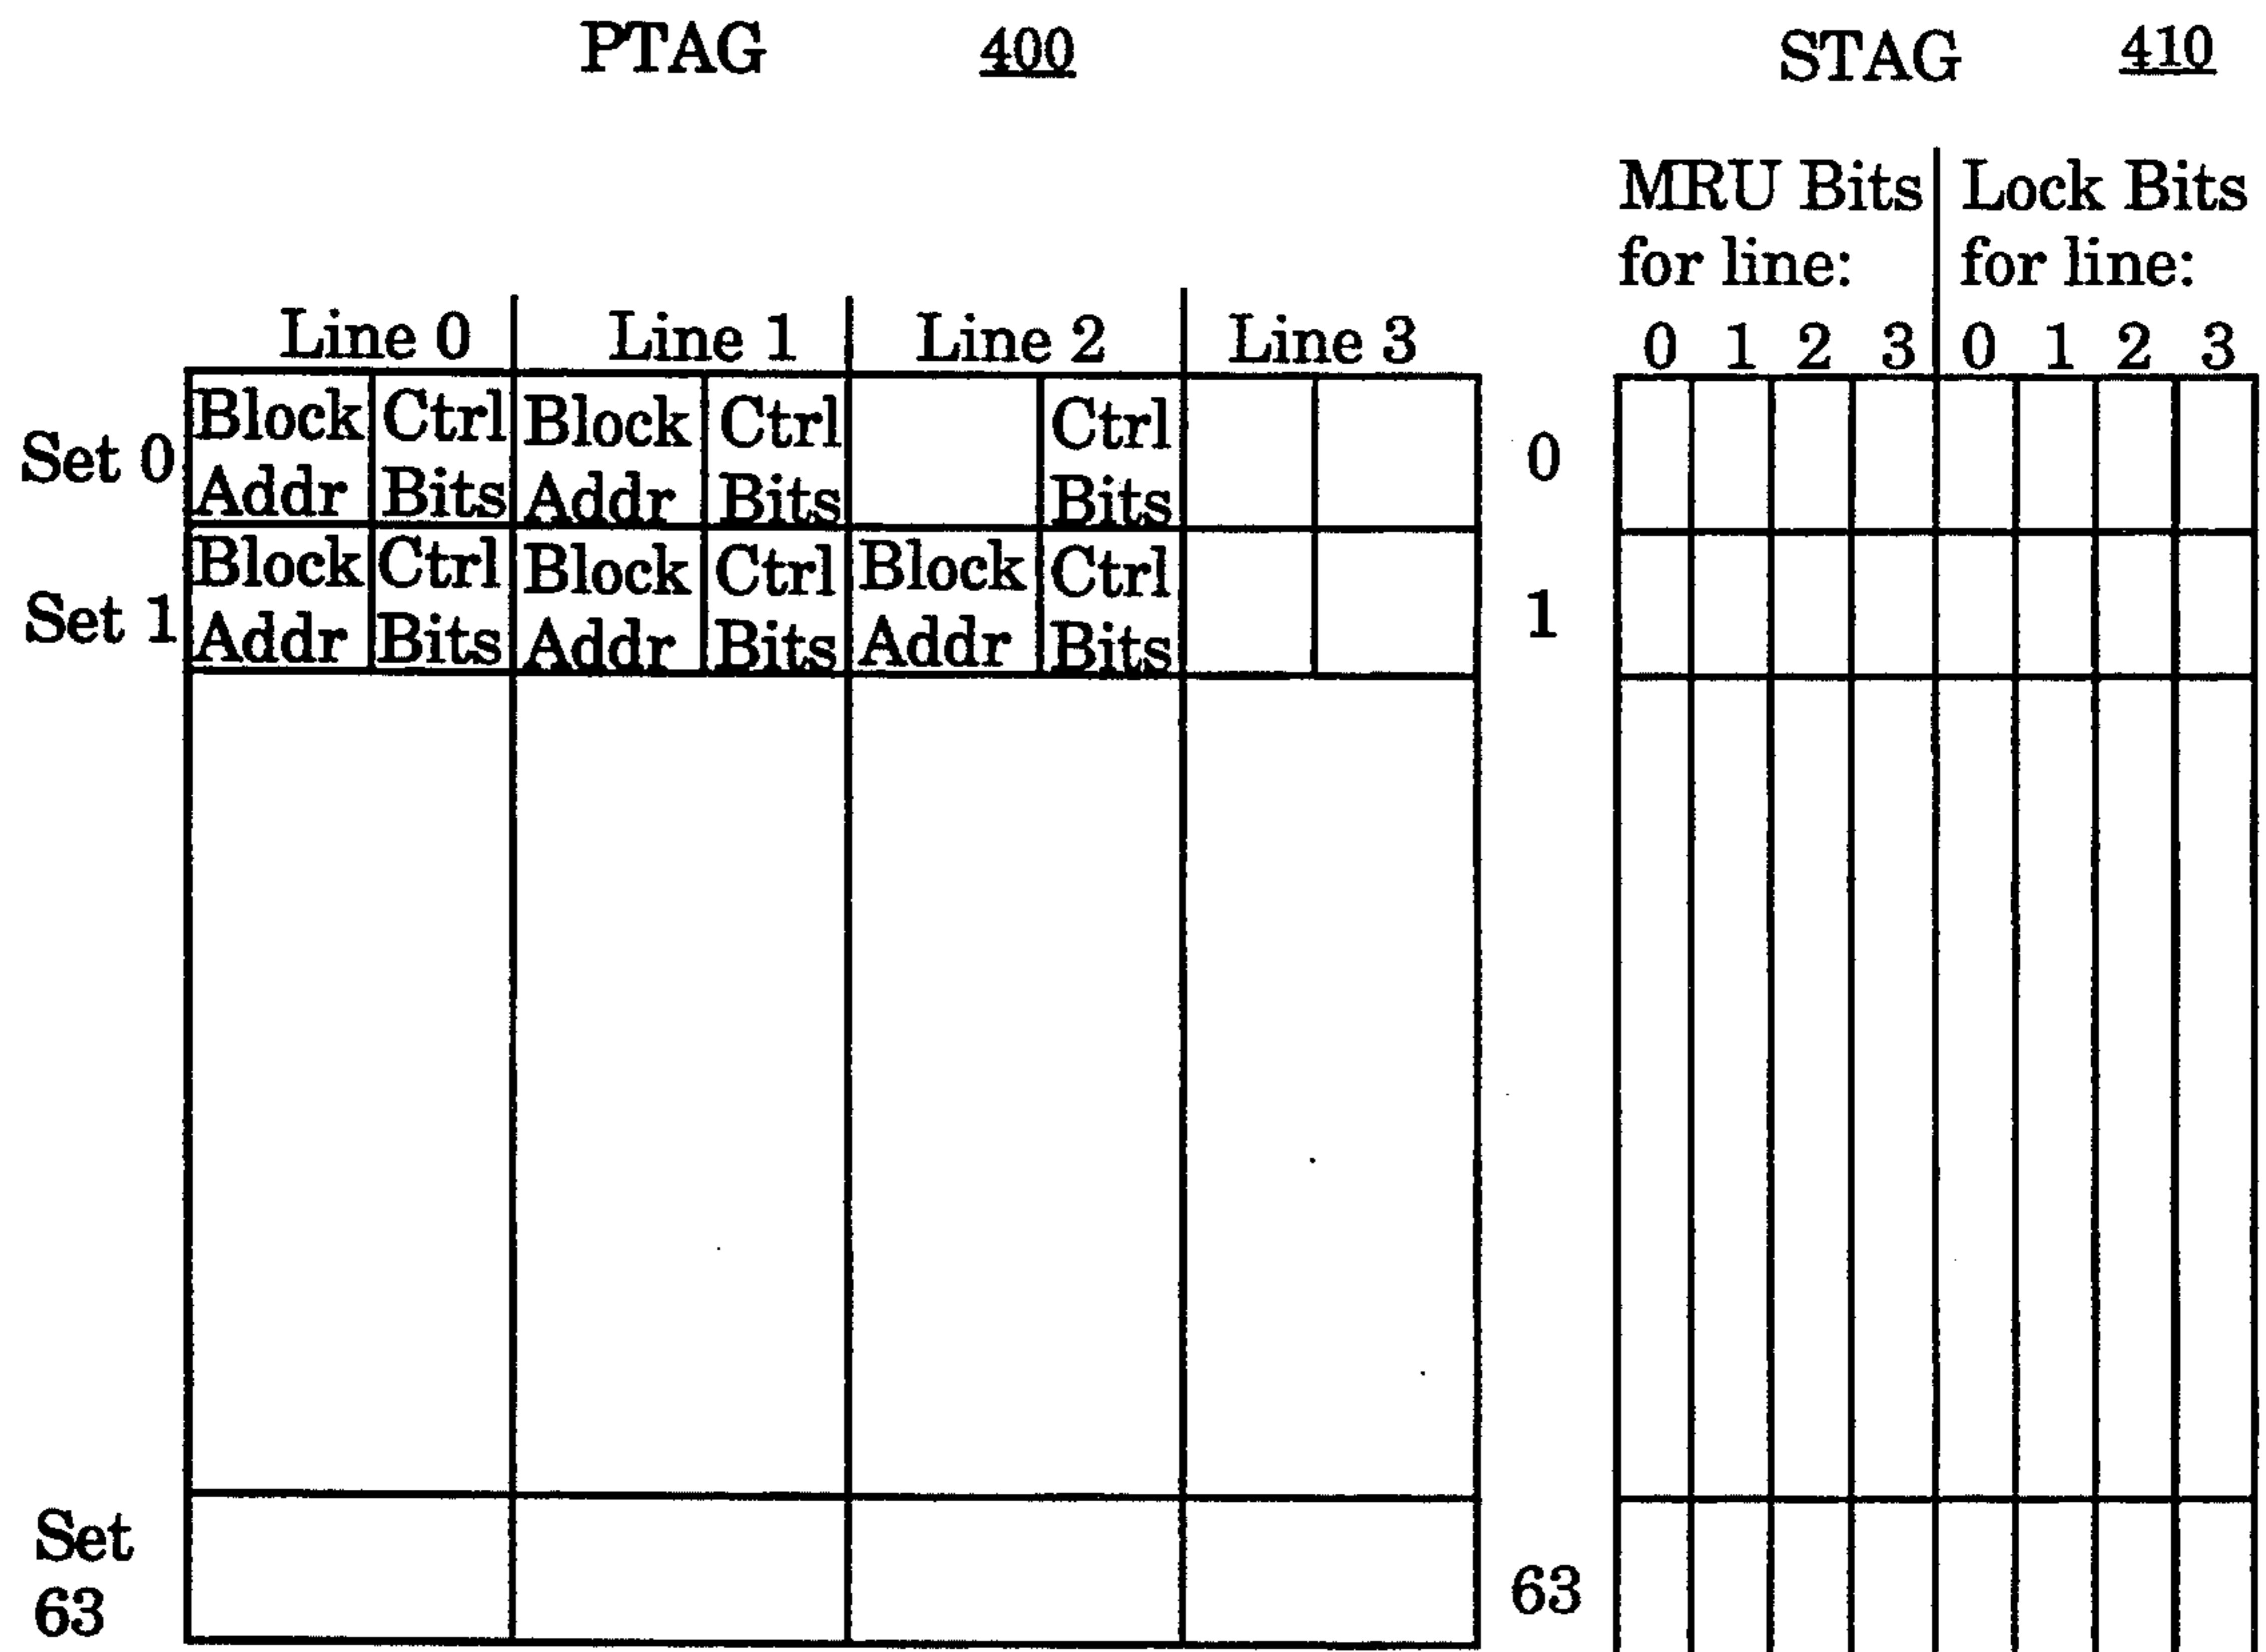 PTAG 400 STAG 410
MRU Bits Lock Bits
for line: for line:
Line 0 Line 1 Line 2 Line 3 0 1 2 3 0 1 2 3
Block Ctrl Block Ctrl Ctrl
Set 0 0
Addr Bits Addr Bits Bits
Block Ctrl Block Ctrl Block Ctrl
Set 1 1
Addr Bits Addr Bits Addr Bits
Set
63 63